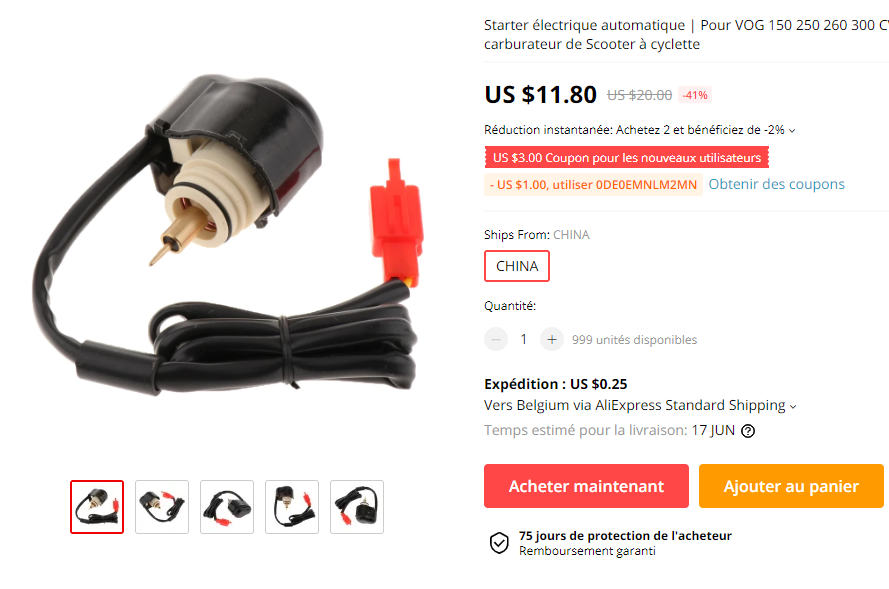 Starter électrique automatique | Pour VOG 150 250 260 300 CV
carburateur de Scooter à cyclette
US $11.80 US $20.00 -41%
Réduction instantanée: Achetez 2 et bénéficiez de -2%
US $3.00 Coupon pour les nouveaux utilisateurs
- US $1.00, utiliser 0DE0EMNLM2MN Obtenir des coupons
Ships From: CHINA
CHINA
Quantité:
− 1 + 999 unités disponibles
Expédition : US $0.25
Vers Belgium via AliExpress Standard Shipping
Temps estimé pour la livraison: 17 JUN ?
Acheter maintenant Ajouter au panier
75 jours de protection de l'acheteur
Remboursement garanti